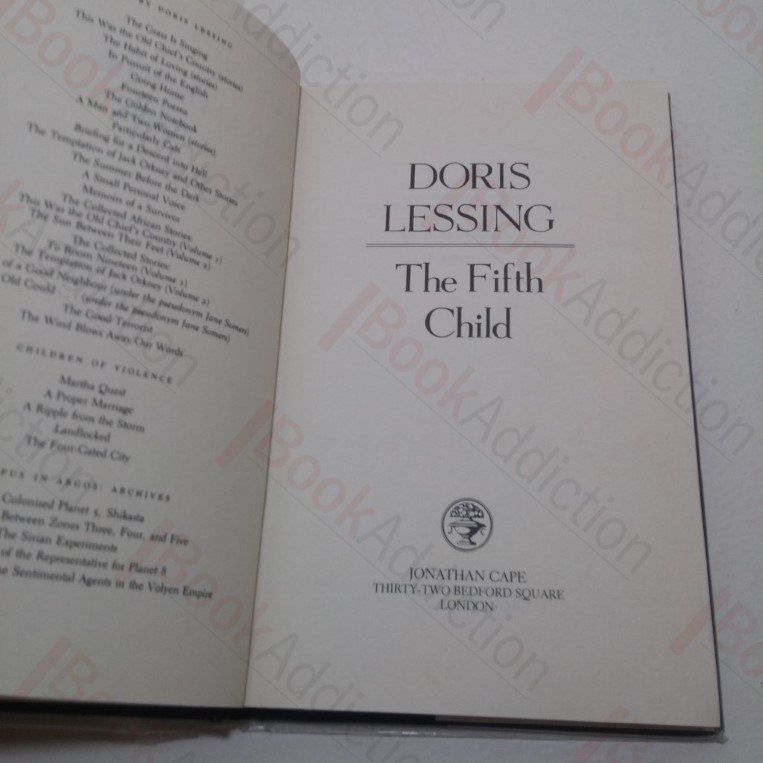 BY DORIS LESSING
The Grass Is Singing
This Was the Old Chief's Country (stories)
The Habit of Loving (stories)
In Pursuit of the English
Going Home
Fourteen Poems
The Golden Notebook
A Man and Two Women (stories)
Particularly Cats
Briefing for a Descent into Hell
The Temptation of Jack Orkney and Other Stories
The Summer Before the Dark
A Small Personal Voice
Memoirs of a Survivor
The Collected African Stories:
This Was the Old Chief's Country (Volume 1)
The Sun Between Their Feet (Volume 2)
The Collected Stories:
To Room Nineteen (Volume 1)
The Temptation of Jack Orkney (Volume 2)
of a Good Neighbour (under the pseudonym Jane Somers)
Old Could (under the pseudonym Jane Somers)
The Good Terrorist
The Wind Blows Away Our Words
CHILDREN OF VIOLENCE
Martha Quest
A Proper Marriage
A Ripple from the Storm
Landlocked
The Four-Gated City
IN ARGOS: ARCHIVES
Colonised Planet 5, Shikasta
Between Zones Three, Four, and Five
The Sirian Experiments
of the Representative for Planet 8
Sentimental Agents in the Volyen Empire
DORIS
LESSING
The Fifth
Child
JONATHAN CAPE
THIRTY-TWO BEDFORD SQUARE
LONDON
BookAddiction